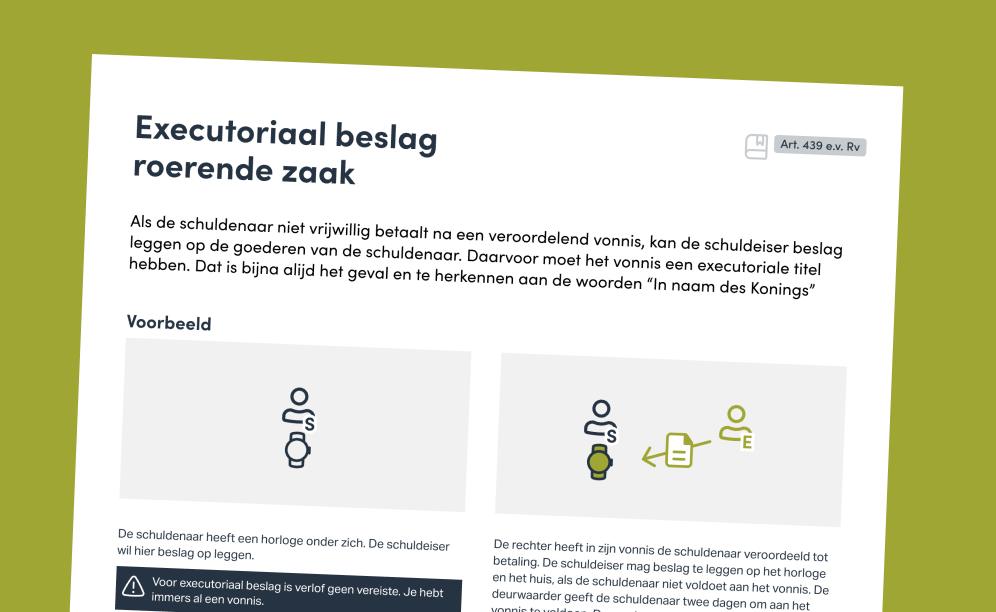 Executoriaal beslag
roerende zaak
Art. 439 e.v. Rv
Als de schuldenaar niet vrijwillig betaalt na een veroordelend vonnis, kan de schuldeiser beslag
leggen op de goederen van de schuldenaar. Daarvoor moet het vonnis een executoriale titel
hebben. Dat is bijna alijd het geval en te herkennen aan de woorden “In naam des Konings”
Voorbeeld
S
S
E
De schuldenaar heeft een horloge onder zich. De schuldeiser
wil hier beslag op leggen.
Voor executoriaal beslag is verlof geen vereiste. Je hebt
immers al een vonnis.
De rechter heeft in zijn vonnis de schuldenaar veroordeeld tot
betaling. De schuldeiser mag beslag te leggen op het horloge
en het huis, als de schuldenaar niet voldoet aan het vonnis. De
deurwaarder geeft de schuldenaar twee dagen om aan het
vonnis te voldoen.